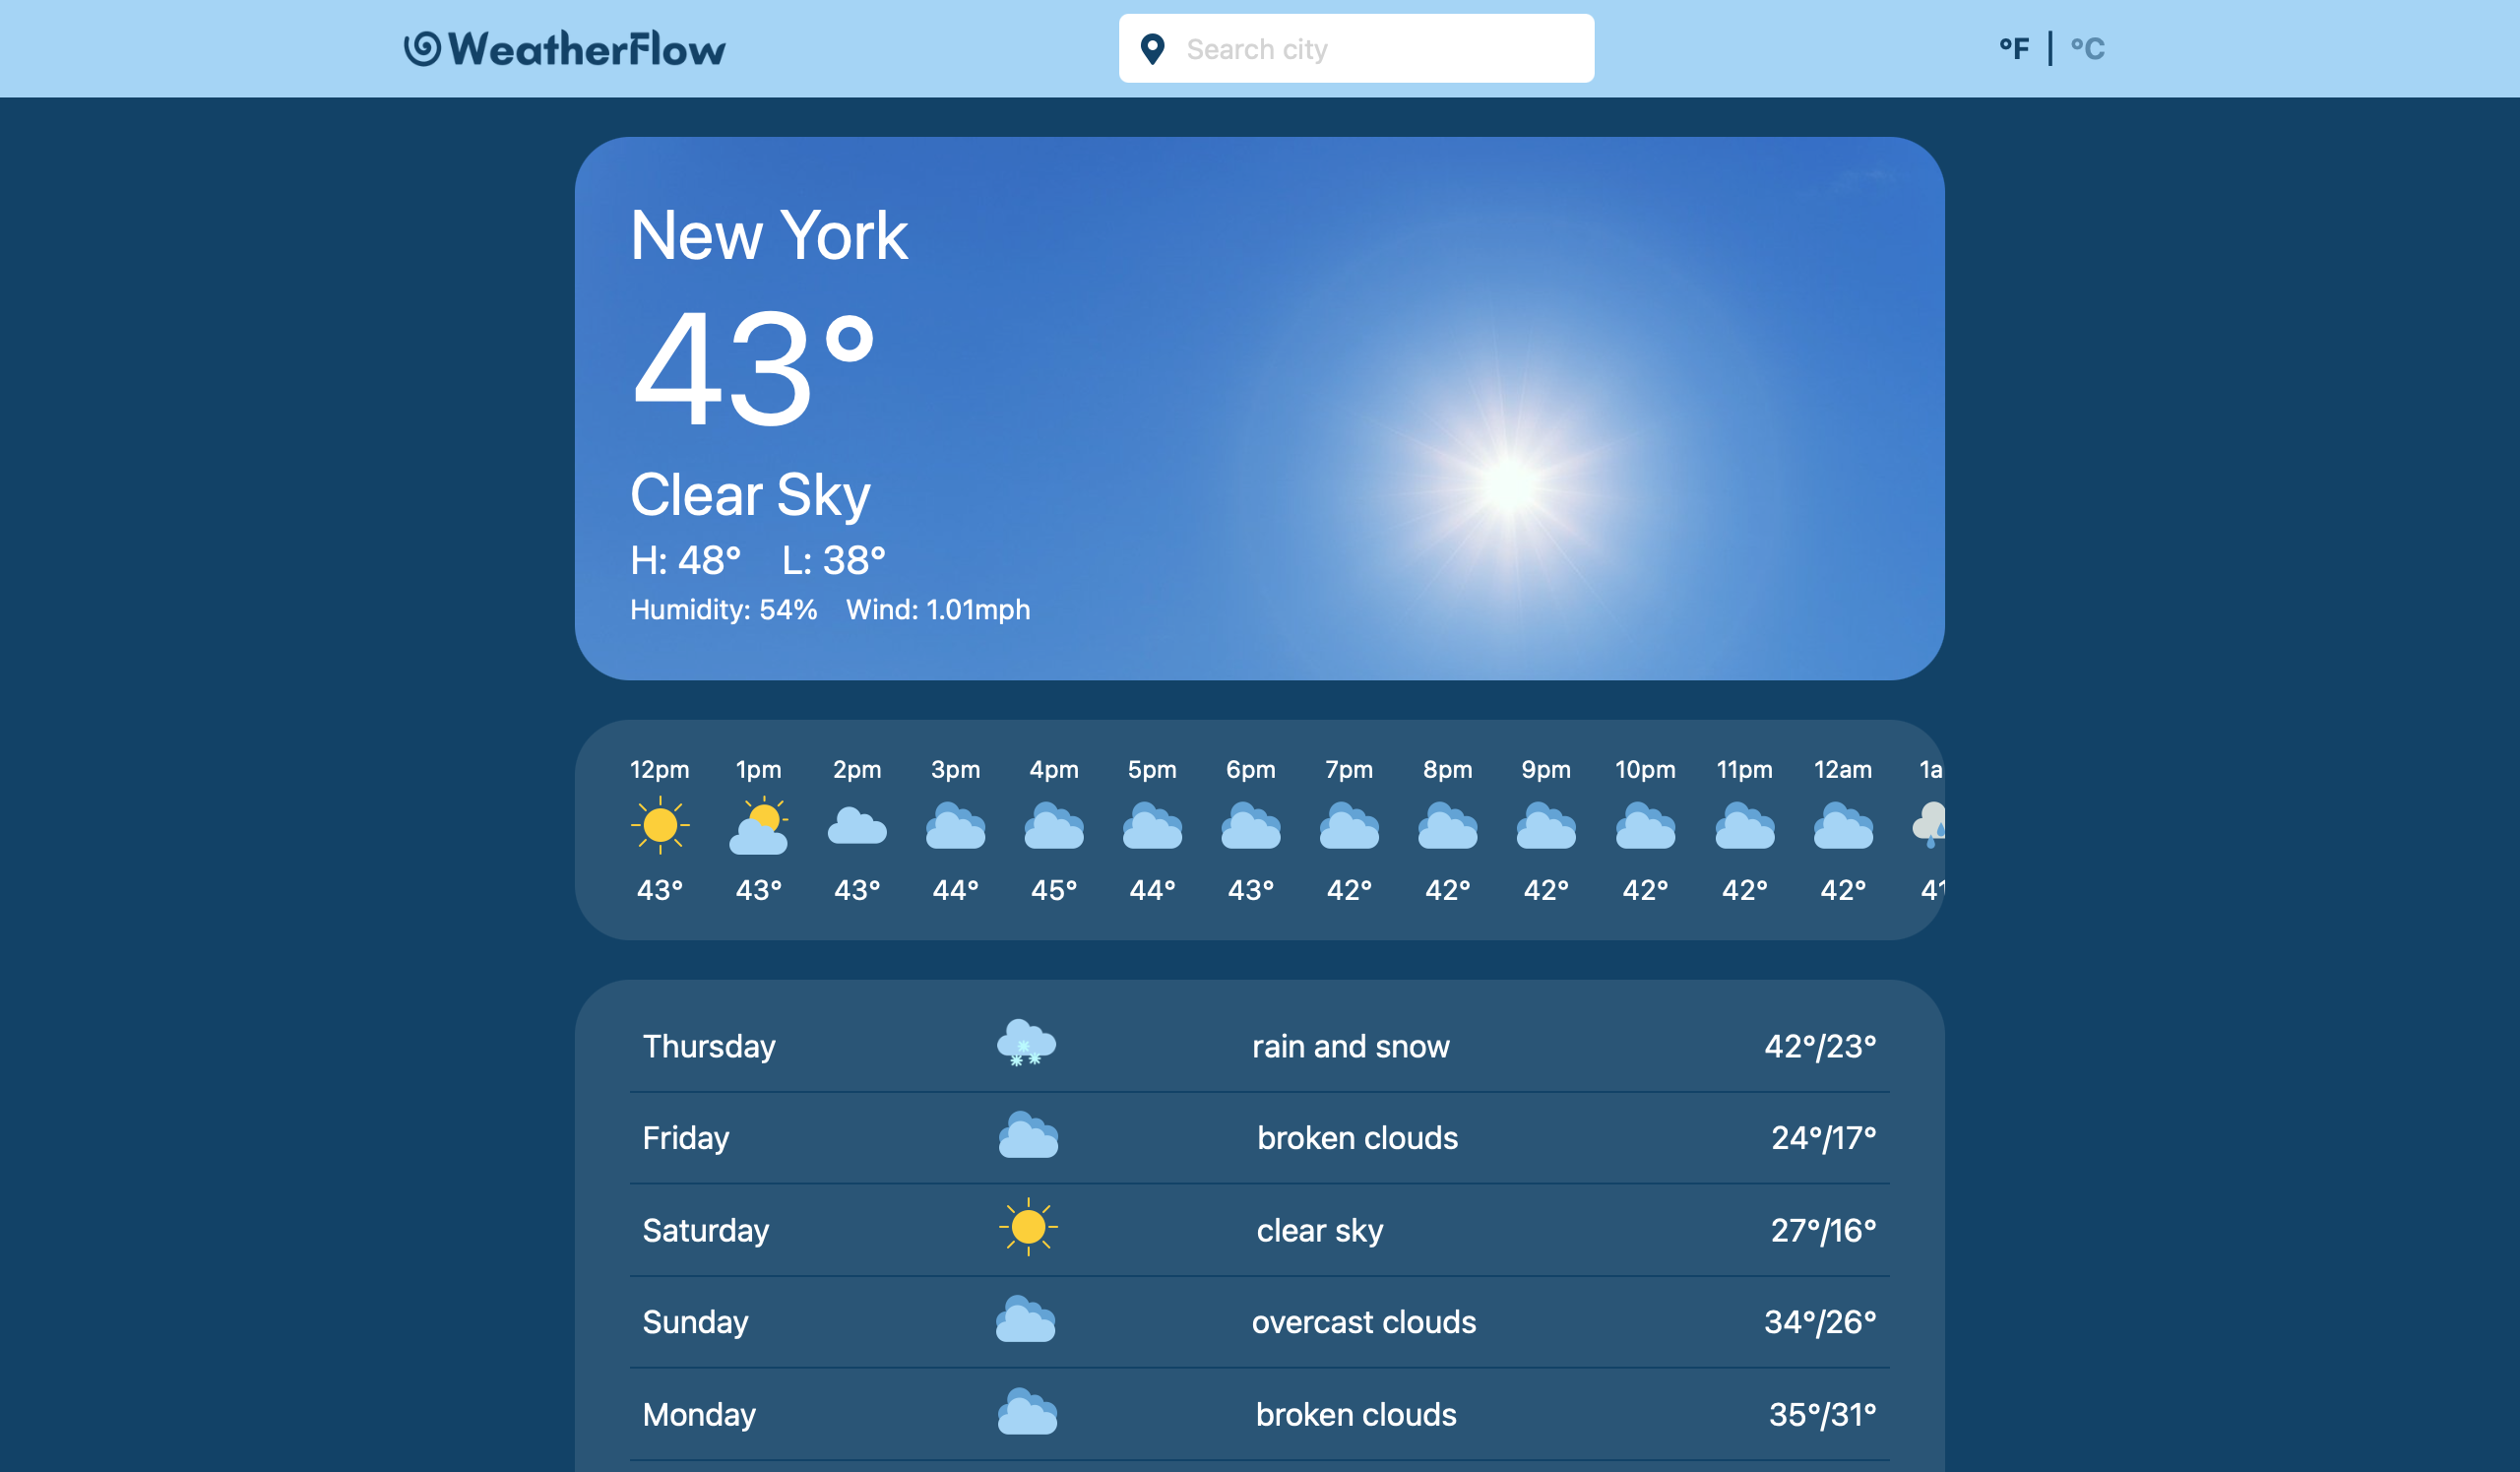 WeatherFlow
Search city
°F | °C
New York
43°
Clear Sky
H: 48° L: 38°
Humidity: 54% Wind: 1.01mph
12pm 1pm 2pm 3pm 4pm 5pm 6pm 7pm 8pm 9pm 10pm 11pm 12am 1a
43° 43° 43° 44° 45° 44° 43° 42° 42° 42° 42° 42° 42° 41
Thursday rain and snow 42°/23°
Friday broken clouds 24°/17°
Saturday clear sky 27°/16°
Sunday overcast clouds 34°/26°
Monday broken clouds 35°/31°